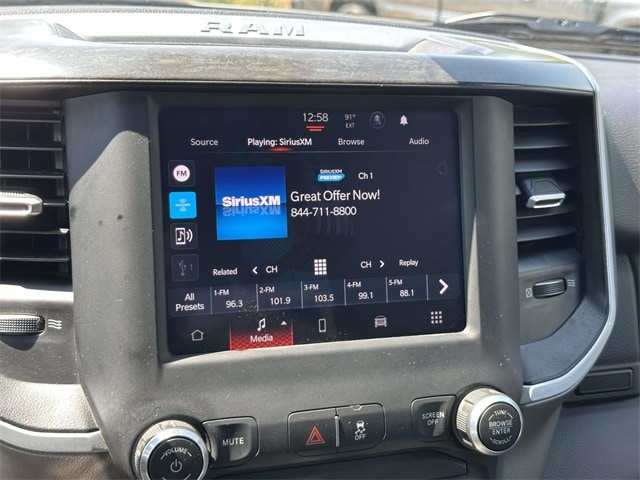 RAM
12:58 91° EXT
Source Playing: SiriusXM Browse Audio
FM
SIRIUSXM PREVIEW Ch 1
SiriusXM
Great Offer Now!
844-711-8800
1
Related < CH CH > Replay
All Presets
1-FM 2-FM 3-FM 4-FM 5-FM
96.3 101.9 103.5 99.1 88.1
Media
VOLUME
MUTE
OFF
SCREEN OFF
TUNE
BROWSE
ENTER
SCROLL